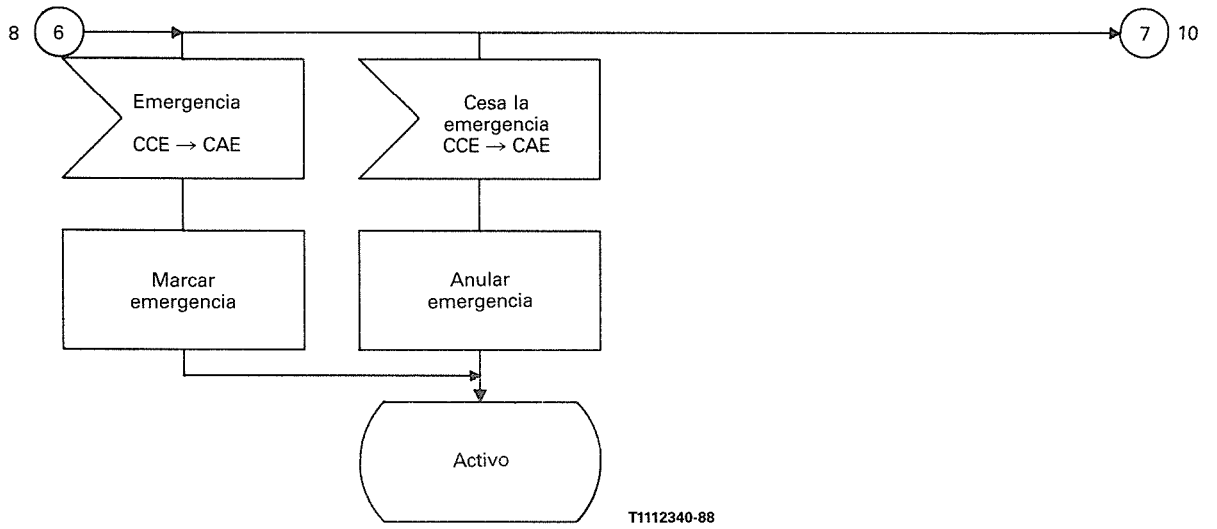 8 6 7 10
Emergencia
CCE → CAE
Cesa la
emergencia
CCE → CAE
Marcar
emergencia
Anular
emergencia
Activo
T1112340-88